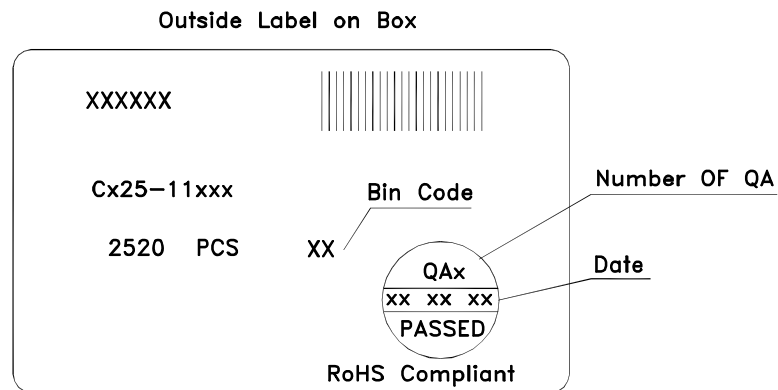 Outside Label on Box
XXXXXX
Cx25-11xxx
Bin Code
Number OF QA
2520 PCS
XX
QAx
Date
xx xx xx
PASSED
RoHS Compliant